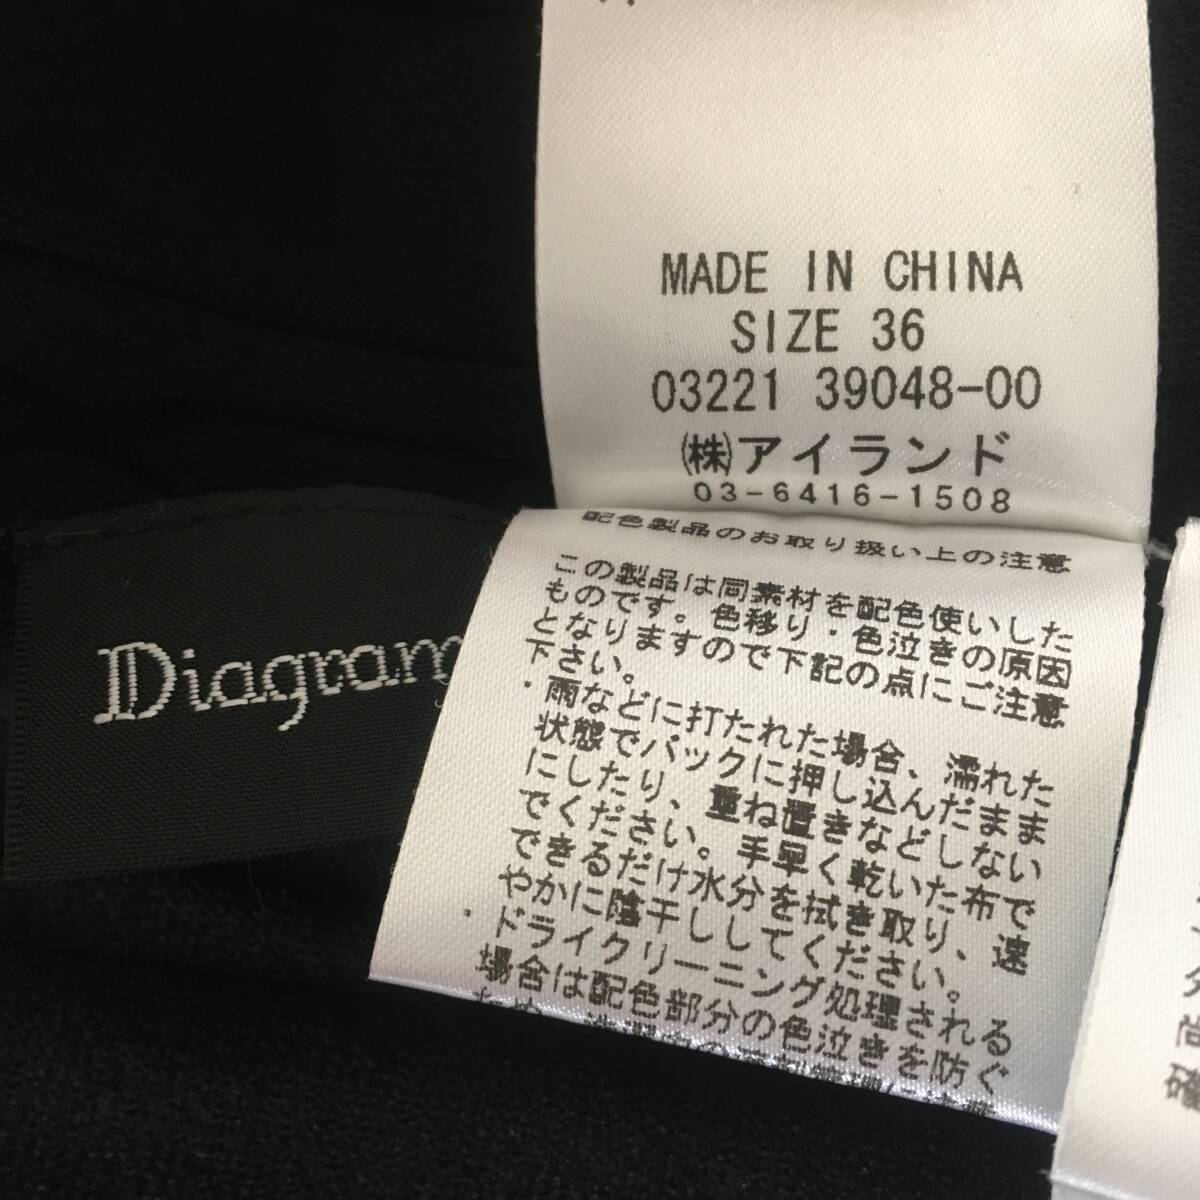 MADE IN CHINA
SIZE 36
03221 39048-00
㈱アイランド
03-6416-1508
Diagram
配色製品のお取り扱い上の注意
この製品は同素材を配色使いした
ものです。色移り・色泣きの原因
となりますので下記の点にご注意
下さい。
・雨などに打たれた場合、濡れた
状態でバックに押し込んだまま
にしたり、重ね置きなどしない
でください。手早く乾いた布で
できるだけ水分を拭き取り、速
やかに陰干ししてください。
・ドライクリーニング処理される
場合は配色部分の色泣きを防ぐ